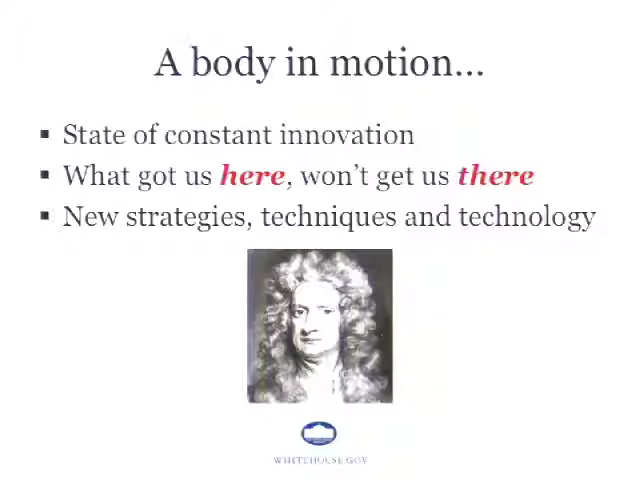 A body in motion...
▪ State of constant innovation
▪ What got us here, won't get us there
▪ New strategies, techniques and technology
WHITEHOUSE.GOV